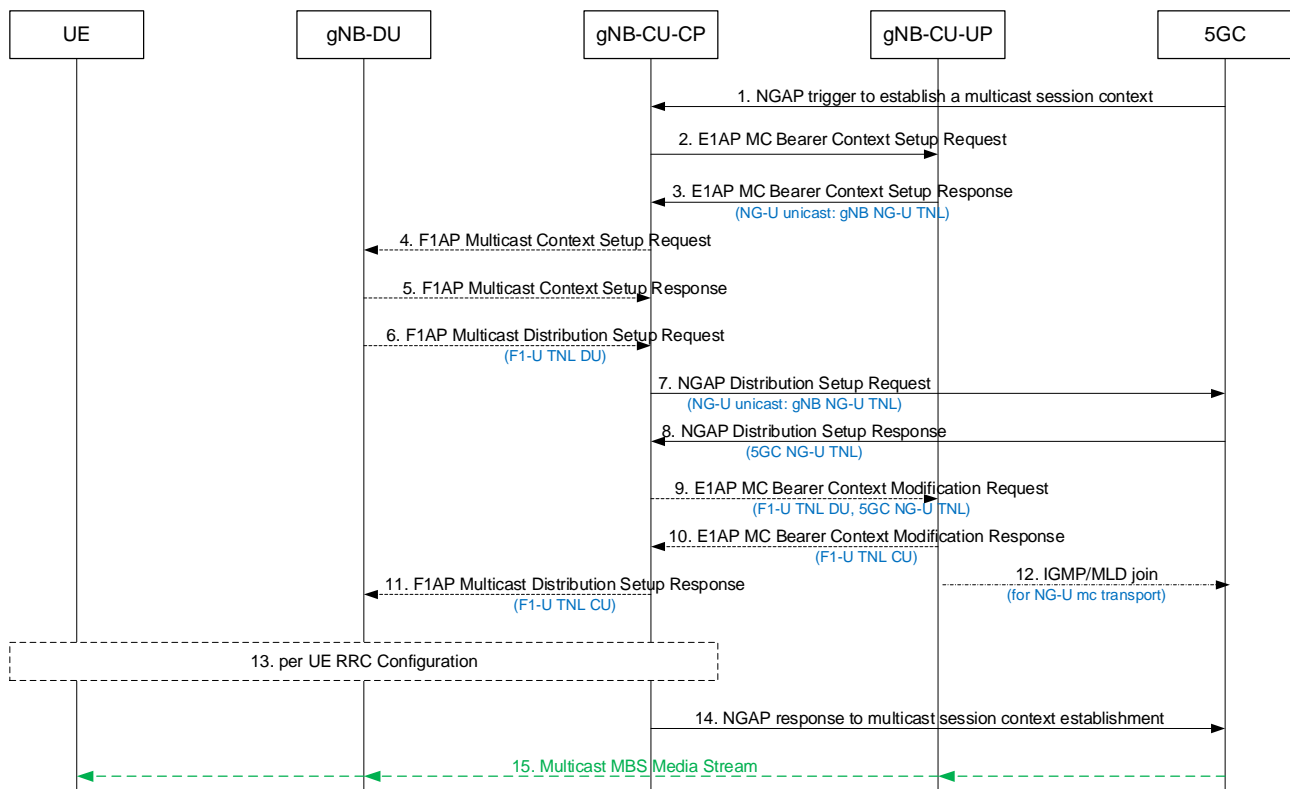 UE
gNB-DU
gNB-CU-CP
gNB-CU-UP
5GC
1. NGAP trigger to establish a multicast session context
2. E1AP MC Bearer Context Setup Request
3. E1AP MC Bearer Context Setup Response
(NG-U unicast: gNB NG-U TNL)
4. F1AP Multicast Context Setup Request
5. F1AP Multicast Context Setup Response
6. F1AP Multicast Distribution Setup Request
(F1-U TNL DU)
7. NGAP Distribution Setup Request
(NG-U unicast: gNB NG-U TNL)
8. NGAP Distribution Setup Response
(5GC NG-U TNL)
9. E1AP MC Bearer Context Modification Request
(F1-U TNL DU, 5GC NG-U TNL)
10. E1AP MC Bearer Context Modification Response
(F1-U TNL CU)
11. F1AP Multicast Distribution Setup Response
(F1-U TNL CU)
12. IGMP/MLD join
(for NG-U mc transport)
13. per UE RRC Configuration
14. NGAP response to multicast session context establishment
15. Multicast MBS Media Stream